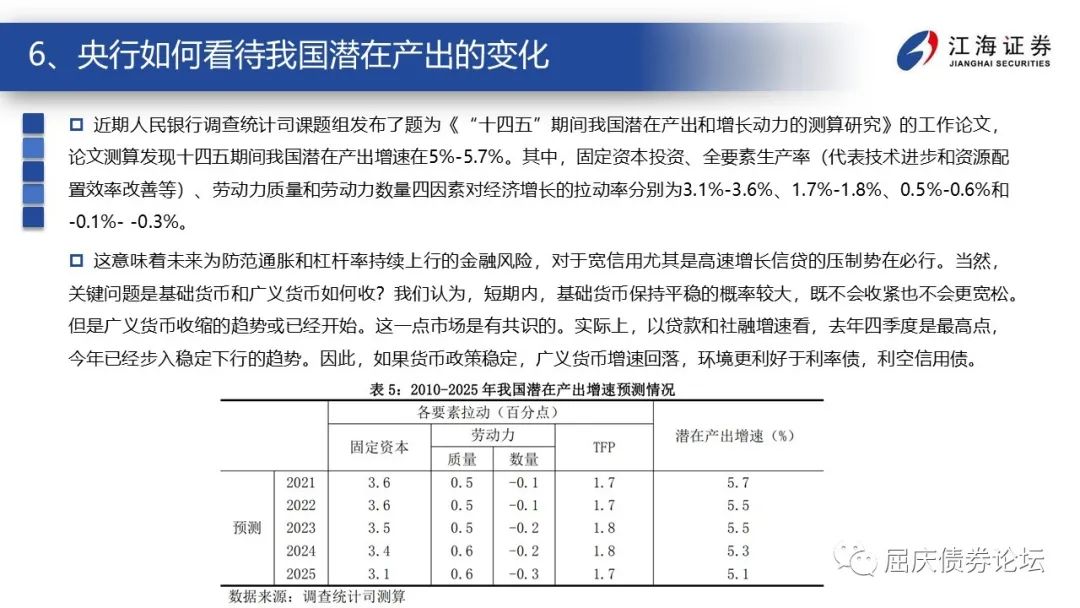 6、央行如何看待我国潜在产出的变化
江海证券
JIANGHAI SECURITIES
近期人民银行调查统计司课题组发布了题为《“十四五”期间我国潜在产出和增长动力的测算研究》的工作论文，
论文测算发现十四五期间我国潜在产出增速在5%-5.7%。其中，固定资本投资、全要素生产率（代表技术进步和资源配
置效率改善等）、劳动力质量和劳动力数量四因素对经济增长的拉动率分别为3.1%-3.6%、1.7%-1.8%、0.5%-0.6%和
-0.1%- -0.3%。
这意味着未来为防范通胀和杠杆率持续上行的金融风险，对于宽信用尤其是高速增长信贷的压制势在必行。当然，
关键问题是基础货币和广义货币如何收？我们认为，短期内，基础货币保持平稳的概率较大，既不会收紧也不会更宽松。
但是广义货币收缩的趋势或已经开始。这一点市场是有共识的。实际上，以贷款和社融增速看，去年四季度是最高点，
今年已经步入稳定下行的趋势。因此，如果货币政策稳定，广义货币增速回落，环境更利好于利率债，利空信用债。
表 5：2010-2025 年我国潜在产出增速预测情况
各要素拉动（百分点）
固定资本 劳动力 TFP 潜在产出增速（%）
质量 数量
预测
2021 3.6 0.5 -0.1 1.7 5.7
2022 3.6 0.5 -0.1 1.7 5.5
2023 3.5 0.5 -0.2 1.8 5.5
2024 3.4 0.6 -0.2 1.8 5.3
2025 3.1 0.6 -0.3 1.7 5.1
数据来源：调查统计司测算
屈庆债券论坛